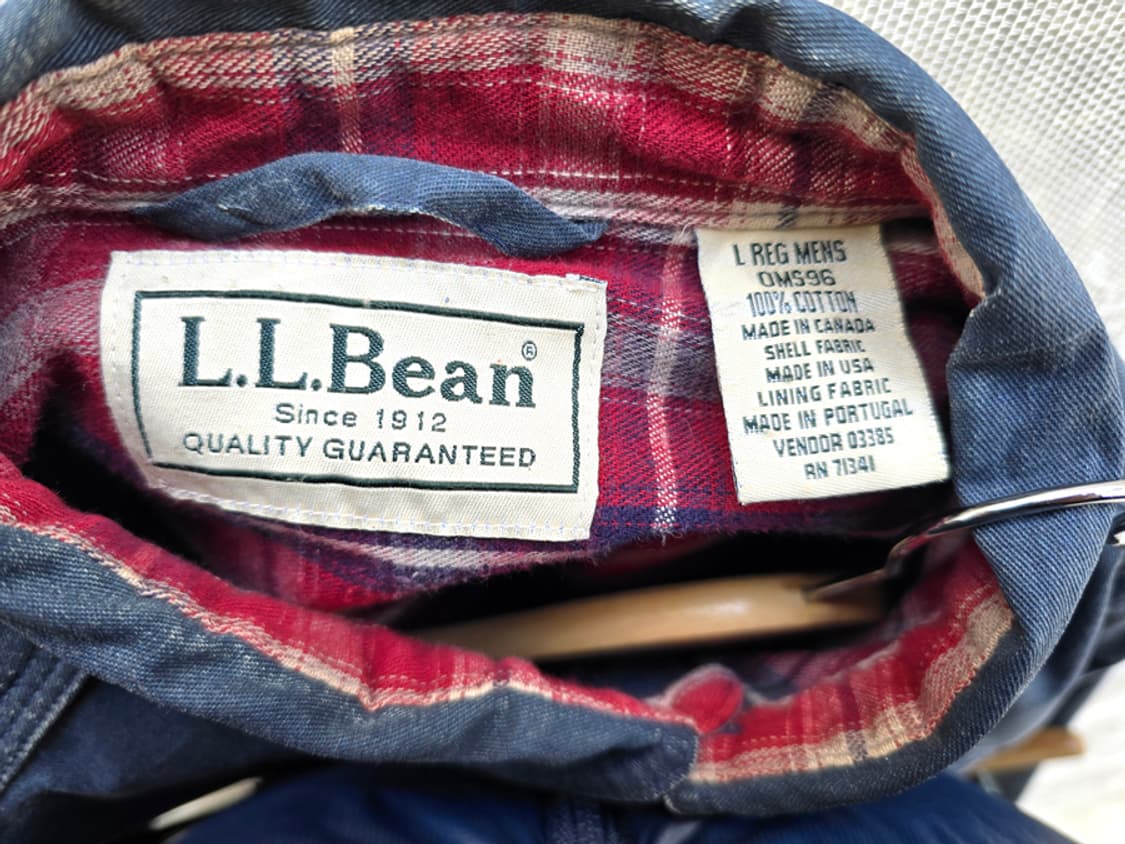 L.L.Bean®
Since 1912
QUALITY GUARANTEED
L REG MENS
0MS96
100% COTTON
MADE IN CANADA
SHELL FABRIC
MADE IN USA
LINING FABRIC
MADE IN PORTUGAL
VENDOR 03385
RN 71341